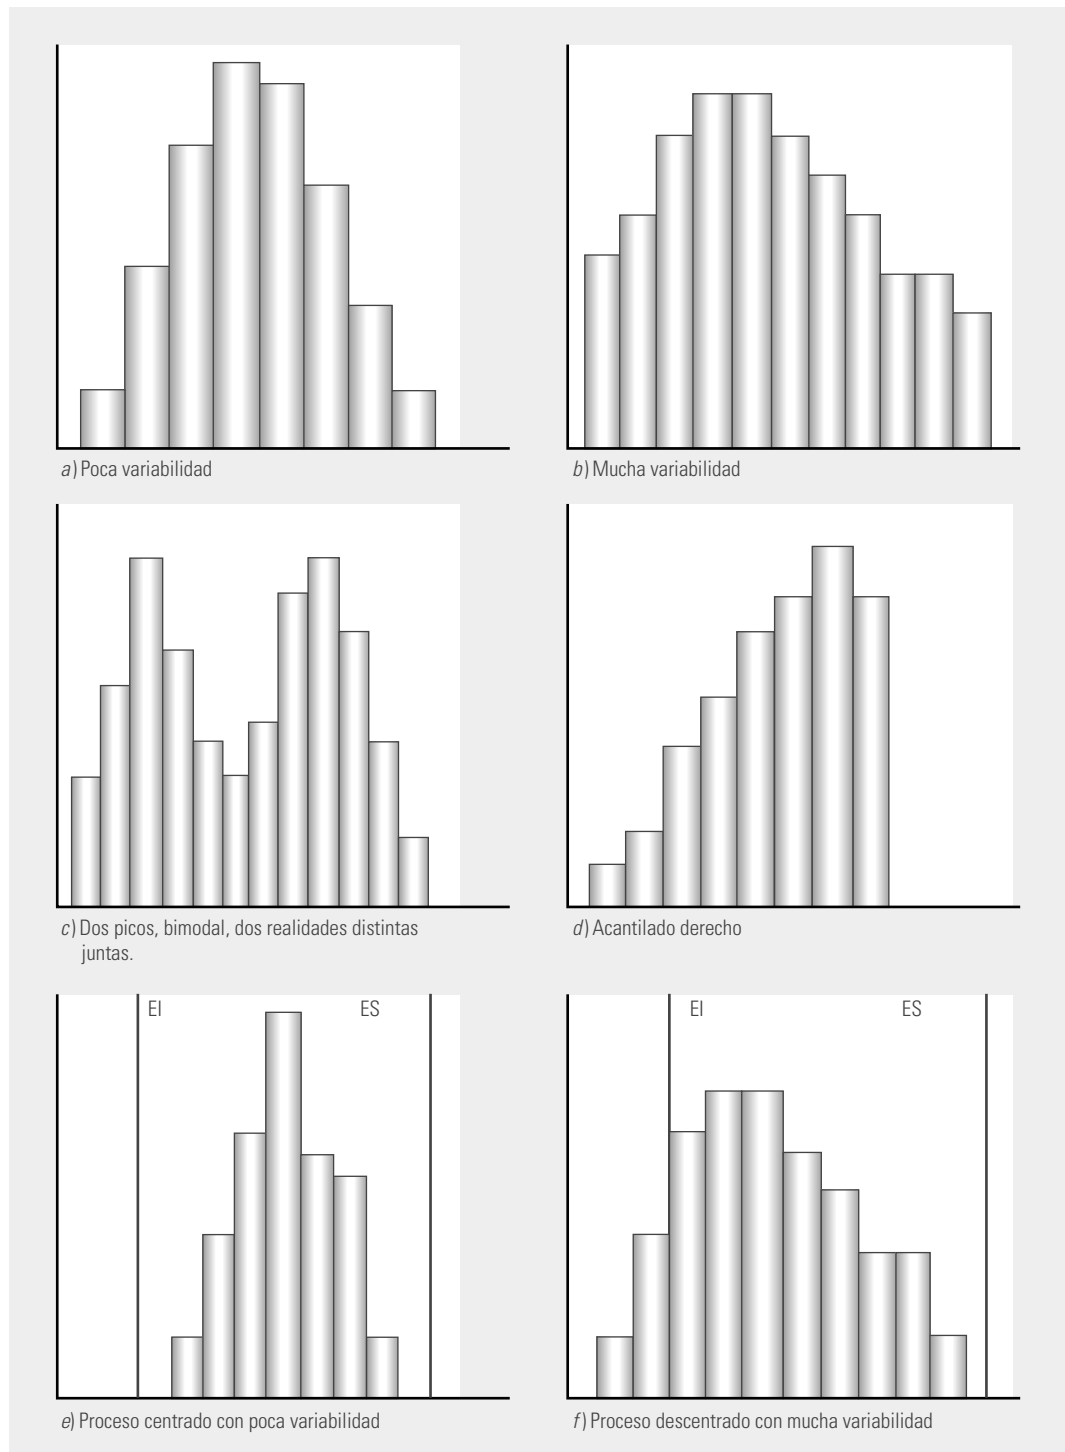 a) Poca variabilidad
b) Mucha variabilidad
c) Dos picos, bimodal, dos realidades distintas
juntas.
d) Acantilado derecho
EI
ES
EI
ES
e) Proceso centrado con poca variabilidad
f) Proceso descentrado con mucha variabilidad